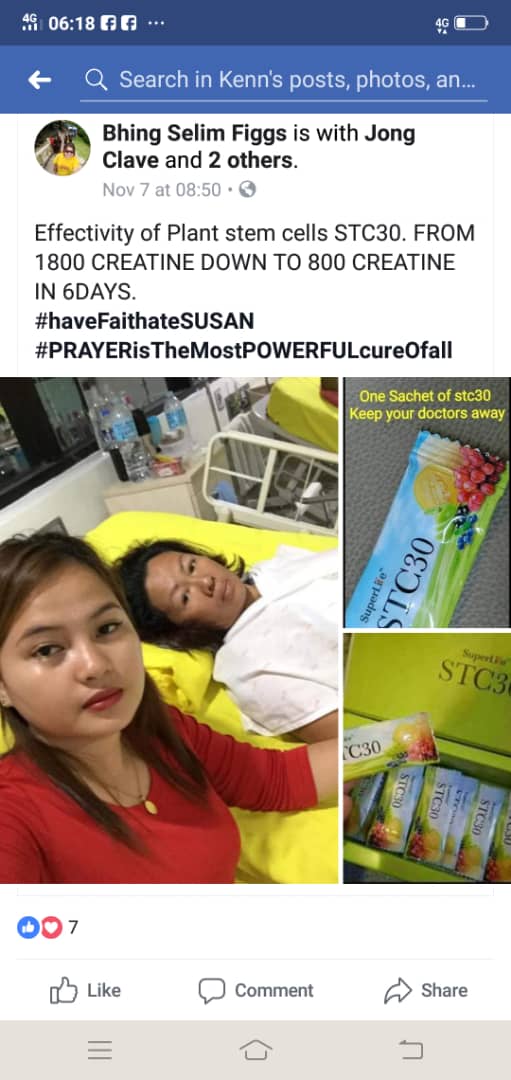 4G 06:18 ... 4G
Search in Kenn's posts, photos, an...
Bhing Selim Figgs is with Jong
Clave and 2 others.
Nov 7 at 08:50 ·
Effectivity of Plant stem cells STC30. FROM
1800 CREATINE DOWN TO 800 CREATINE
IN 6DAYS.
#haveFaithateSUSAN
#PRAYERisTheMostPOWERFULcureOfall
One Sachet of stc30
Keep your doctors away
SuperLife
STC30
SuperLife
STC3
TC30
STC30
STC30
STC30
STC30
7
Like
Comment
Share